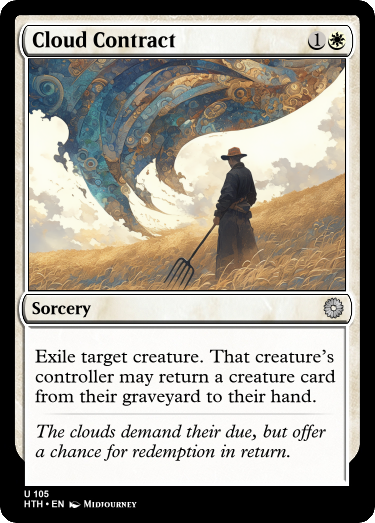 Cloud Contract 1
Sorcery
Exile target creature. That creature's
controller may return a creature card
from their graveyard to their hand.
The clouds demand their due, but offer
a chance for redemption in return.
U 105
HTH • EN Midjourney